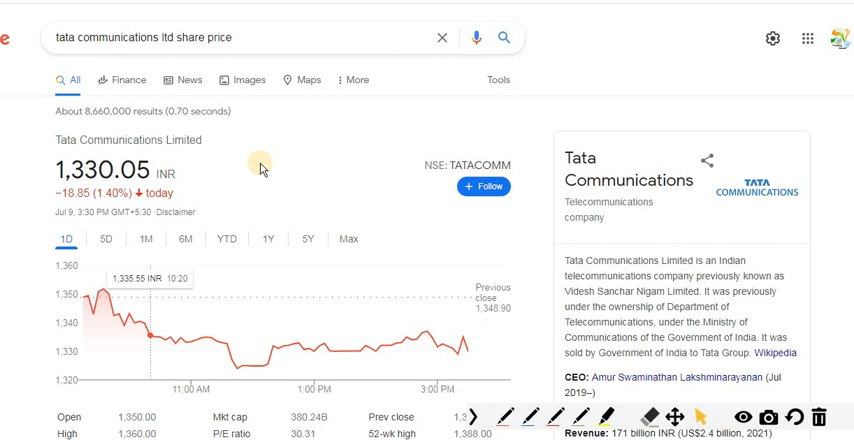 e
tata communications ltd share price
All
Finance
News
Images
Maps
More
Tools
About 8,660,000 results (0.70 seconds)
Tata Communications Limited
1,330.05 INR
−18.85 (1.40%) today
Jul 9, 3:30 PM GMT+5:30 · Disclaimer
NSE: TATACOMM
+ Follow
1D 5D 1M 6M YTD 1Y 5Y Max
1,360
1,350
1,340
1,330
1,320
1,335.55 INR 10:20
Previous
close
1,348.90
11:00 AM 1:00 PM 3:00 PM
Open 1,350.00 Mkt cap 380.24B Prev close
High 1,360.00 P/E ratio 30.31 52-wk high 1,388.00
Tata
Communications
Telecommunications
company
TATA
COMMUNICATIONS
Tata Communications Limited is an Indian
telecommunications company previously known as
Videsh Sanchar Nigam Limited. It was previously
under the ownership of Department of
Telecommunications, under the Ministry of
Communications of the Government of India. It was
sold by Government of India to Tata Group. Wikipedia
CEO: Amur Swaminathan Lakshminarayanan (Jul
2019–)
Revenue: 171 billion INR (US$2.4 billion, 2021)